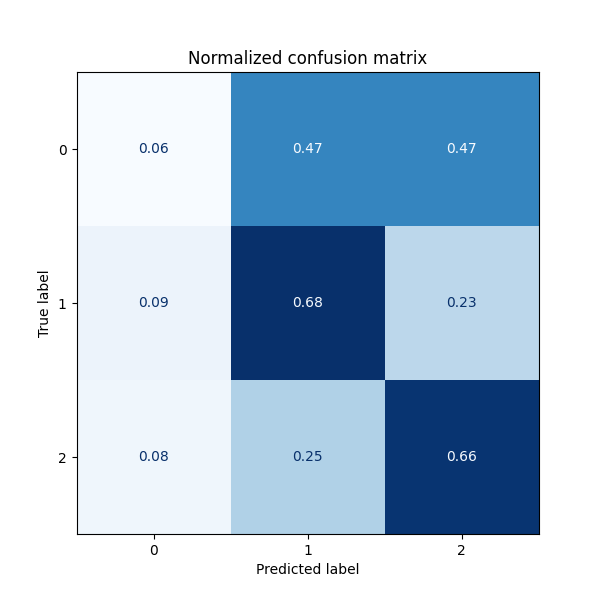 Normalized confusion matrix
0 0.06 0.47 0.47
1 0.09 0.68 0.23
2 0.08 0.25 0.66
True label
0 1 2
Predicted label